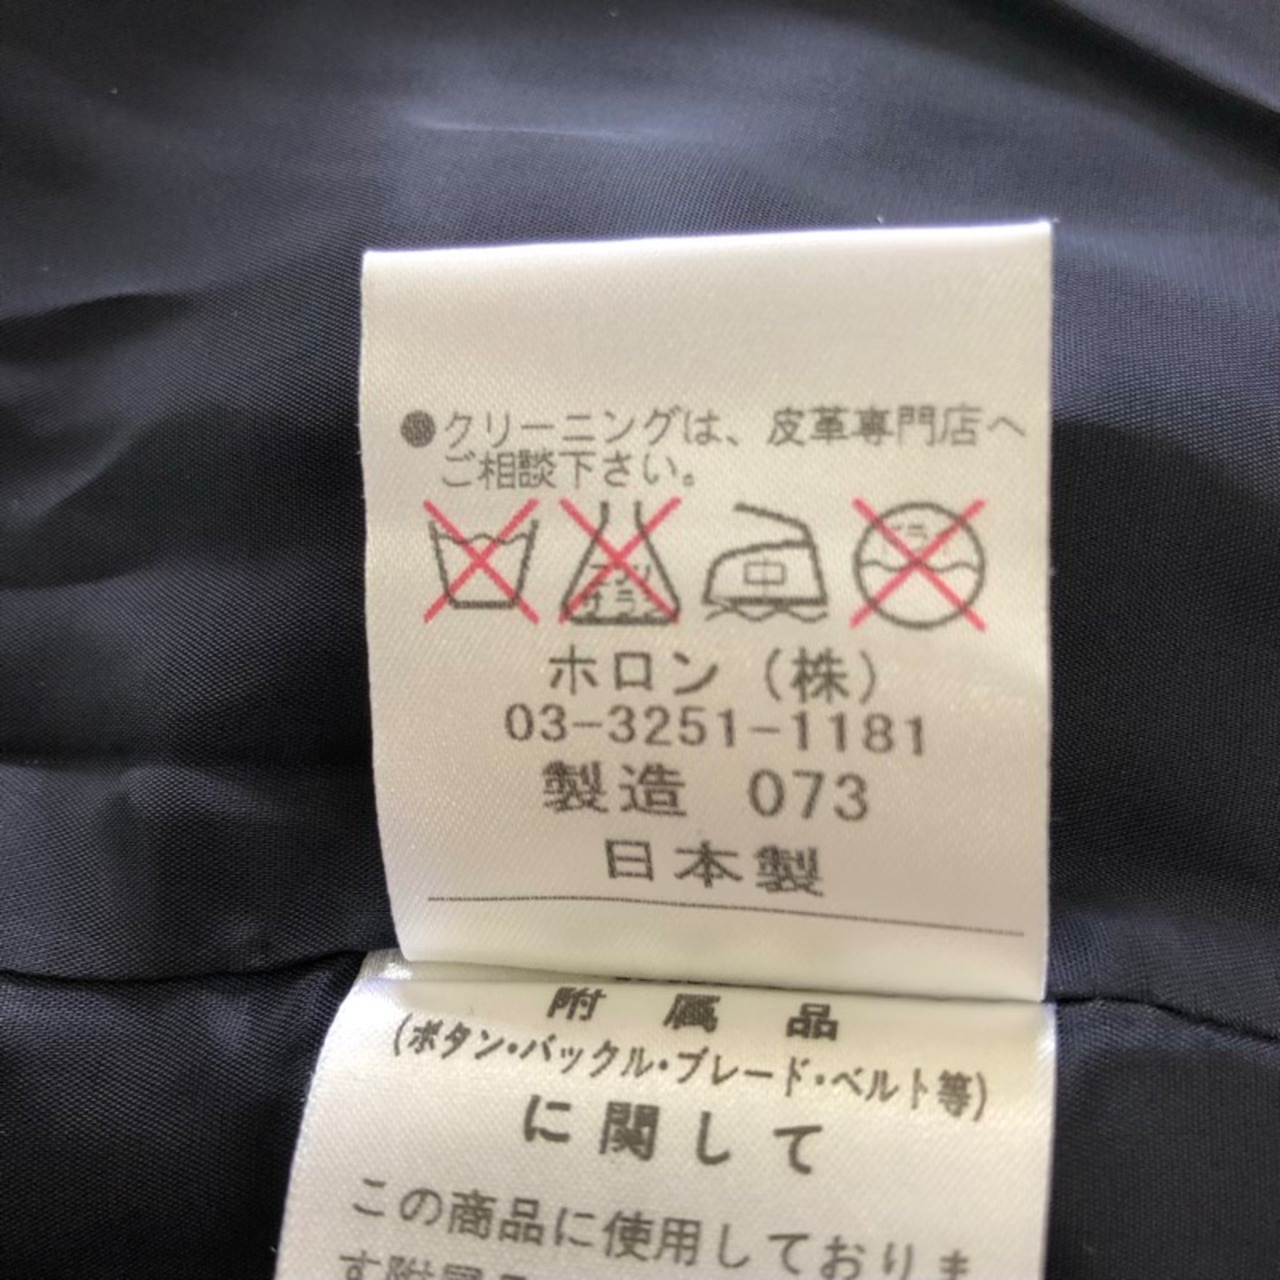 ●クリーニングは、皮革専門店へ
ご相談下さい。
エンソ 中 ドライ
サラシ
ホロン（株）
03-3251-1181
製造 073
日本製
附属品
(ボタン・バックル・ブレード・ベルト等)
に関して
この商品に使用しておりま
す附属